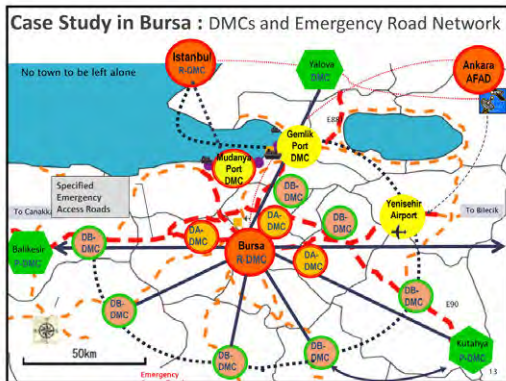 Case Study in Bursa : DMCs and Emergency Road Network
Istanbul
R-DMC
Yalova
DMC
Ankara
AFAD
No town to be left alone
E88
Gemlik
Port
DMC
Mudanya
Port
DMC
Specified
Emergency
Access Roads
DB-
DMC
DA-
DMC
DB-
DMC
Yenisehir
Airport
To Canakka
To Bilecik
Balikesir
P-DMC
DB-
DMC
DA-
DMC
Bursa
R-DMC
DA-
DMC
DB-
DMC
DB-
DMC
E90
Kutahya
P-DMC
DB-
DMC
DB-
DMC
50km
Emergency
13